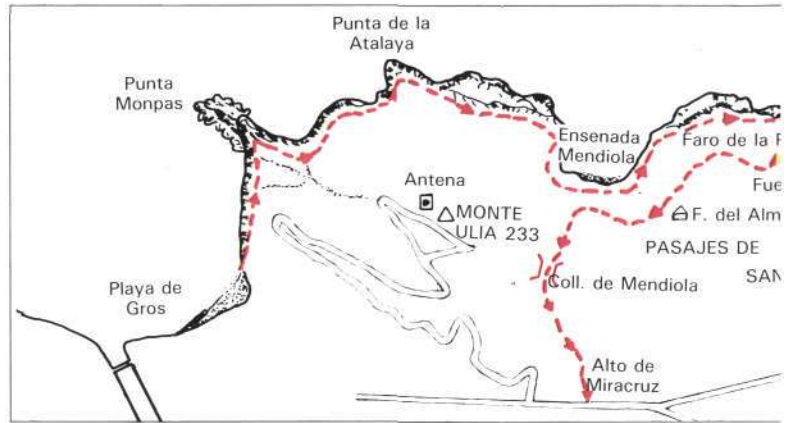 Punta de la
Atalaya
Punta
Monpas
Ensenada
Mendiola
Faro de la
Antena
MONTE
ULIA 233
F. del Alm
PASAJES DE
SAN
Coll. de Mendiola
Playa de
Gros
Alto de
Miracruz